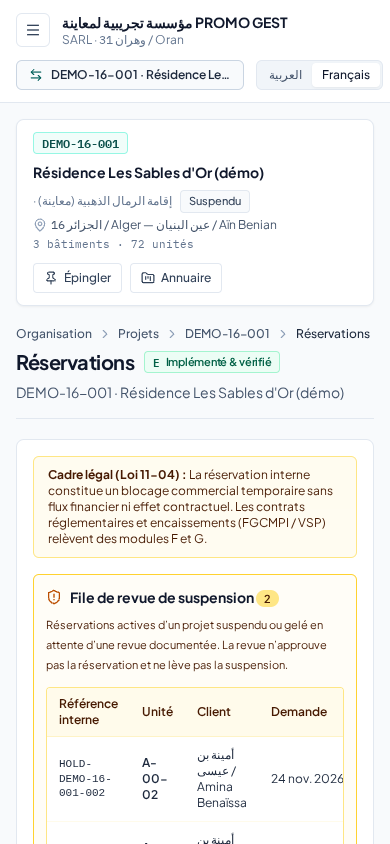 مؤسسة تجريبية لمعاينة PROMO GEST
SARL · 31 وهران / Oran
DEMO-16-001 · Résidence Le…
العربية
Français
DEMO-16-001
Résidence Les Sables d'Or (démo)
· إقامة الرمال الذهبية (معاينة)
Suspendu
16 الجزائر / Alger — عين البنيان / Aïn Benian
3 bâtiments · 72 unités
Épingler
Annuaire
Organisation > Projets > DEMO-16-001 > Réservations
Réservations
E Implémenté & vérifié
DEMO-16-001 · Résidence Les Sables d'Or (démo)
Cadre légal (Loi 11-04) : La réservation interne
constitue un blocage commercial temporaire sans
flux financier ni effet contractuel. Les contrats
réglementaires et encaissements (FGCMPI / VSP)
relèvent des modules F et G.
File de revue de suspension 2
Réservations actives d'un projet suspendu ou gelé en
attente d'une revue documentée. La revue n'approuve
pas la réservation et ne lève pas la suspension.
Référence
interne
Unité
Client
Demande
HOLD-
DEMO-16-
001-002
A-
00-
02
أمينة بن
عيسى /
Amina
Benaïssa
24 nov. 2026
أمينة بن